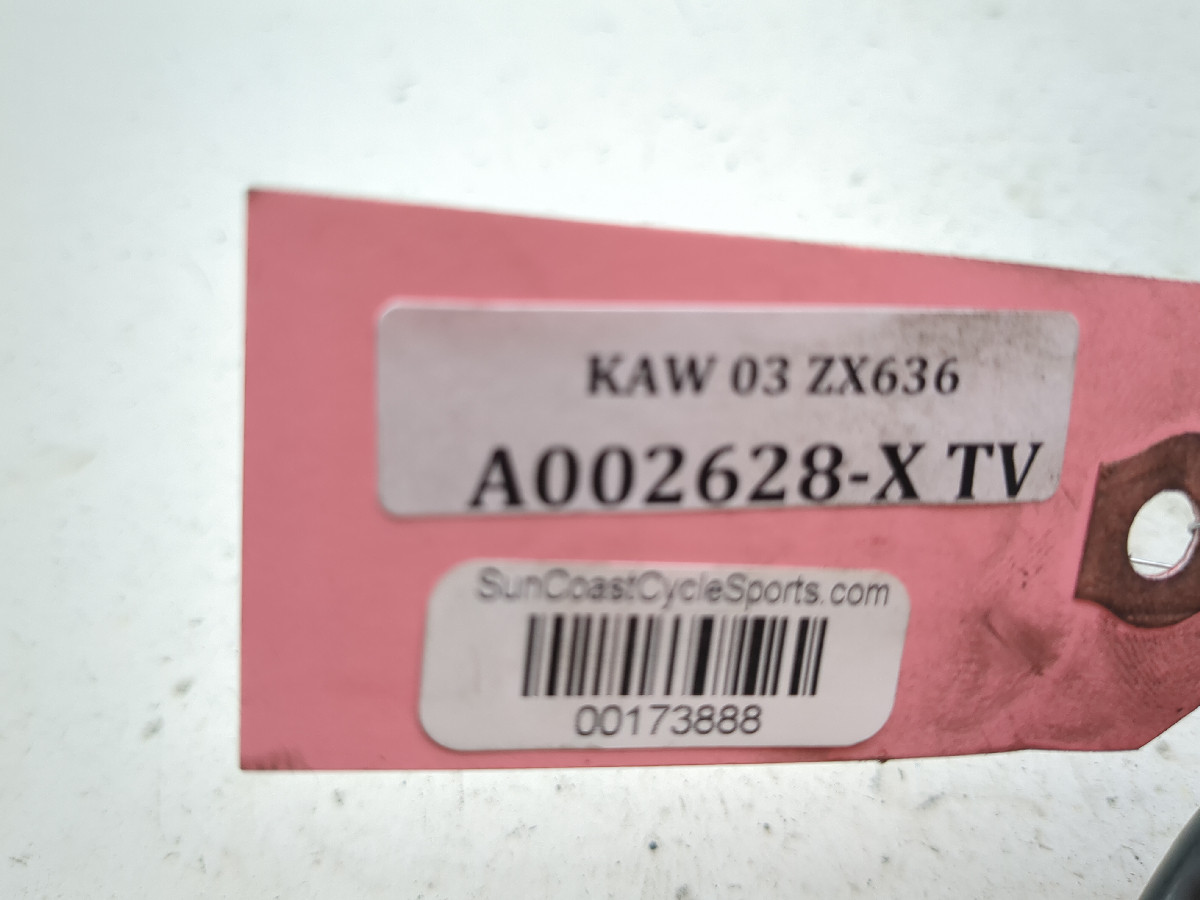 KAW 03 ZX636
A002628-X TV
SunCoastCycleSports.com
00173888